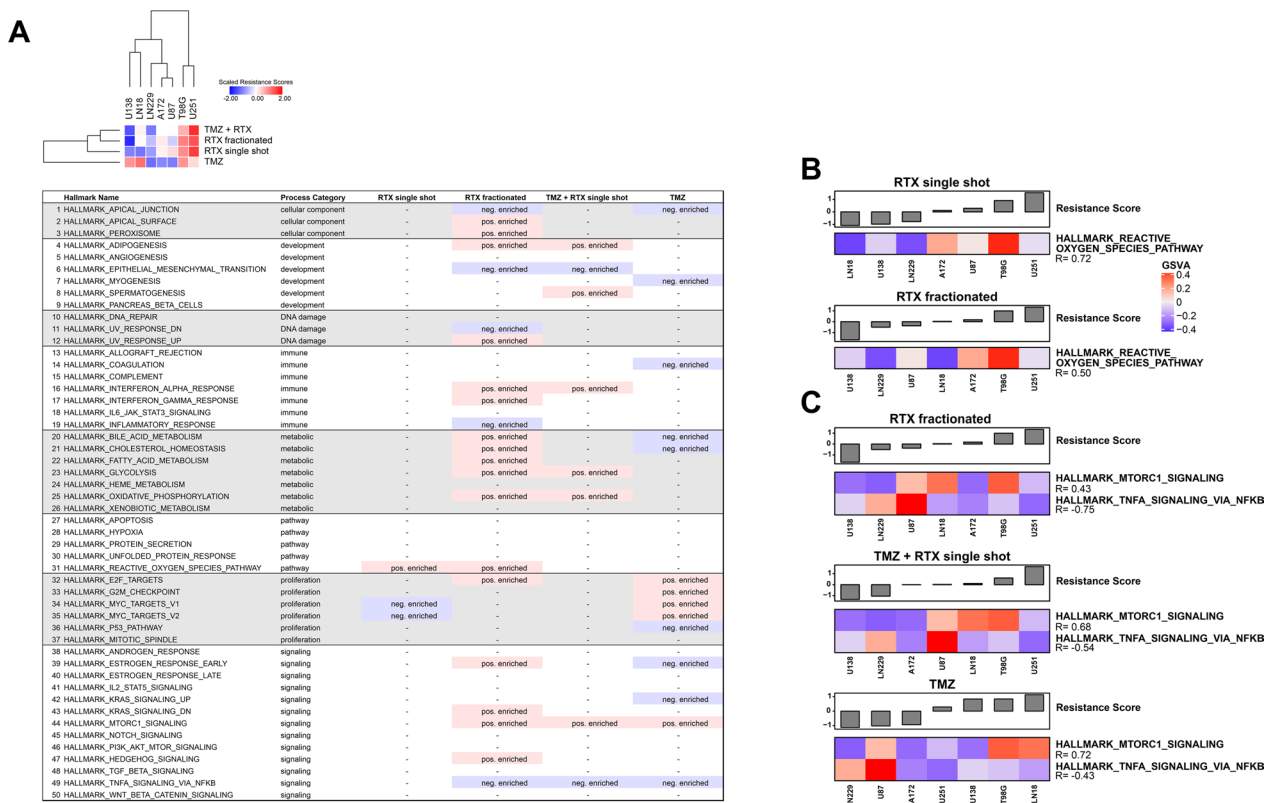 A
Scaled Resistance Scores
-2.00 0.00 2.00
U138 LN18 LN229 A172 U87 T98G U251
TMZ + RTX
RTX fractionated
RTX single shot
TMZ
Hallmark Name Process Category RTX single shot RTX fractionated TMZ + RTX single shot TMZ
1 HALLMARK_APICAL_JUNCTION cellular component - neg. enriched - neg. enriched
2 HALLMARK_APICAL_SURFACE cellular component - pos. enriched - -
3 HALLMARK_PEROXISOME cellular component - pos. enriched - -
4 HALLMARK_ADIPOGENESIS development - pos. enriched pos. enriched -
5 HALLMARK_ANGIOGENESIS development - - - -
6 HALLMARK_EPITHELIAL_MESENCHYMAL_TRANSITION development - neg. enriched neg. enriched -
7 HALLMARK_MYOGENESIS development - - - neg. enriched
8 HALLMARK_SPERMATOGENESIS development - - pos. enriched -
9 HALLMARK_PANCREAS_BETA_CELLS development - - - -
10 HALLMARK_DNA_REPAIR DNA damage - - - -
11 HALLMARK_UV_RESPONSE_DN DNA damage - neg. enriched - -
12 HALLMARK_UV_RESPONSE_UP DNA damage - pos. enriched - -
13 HALLMARK_ALLOGRAFT_REJECTION immune - - - -
14 HALLMARK_COAGULATION immune - - - neg. enriched
15 HALLMARK_COMPLEMENT immune - - - -
16 HALLMARK_INTERFERON_ALPHA_RESPONSE immune - pos. enriched pos. enriched -
17 HALLMARK_INTERFERON_GAMMA_RESPONSE immune - pos. enriched - -
18 HALLMARK_IL6_JAK_STAT3_SIGNALING immune - - - -
19 HALLMARK_INFLAMMATORY_RESPONSE immune - neg. enriched - -
20 HALLMARK_BILE_ACID_METABOLISM metabolic - pos. enriched - neg. enriched
21 HALLMARK_CHOLESTEROL_HOMEOSTASIS metabolic - pos. enriched - neg. enriched
22 HALLMARK_FATTY_ACID_METABOLISM metabolic - pos. enriched - -
23 HALLMARK_GLYCOLYSIS metabolic - pos. enriched pos. enriched -
24 HALLMARK_HEME_METABOLISM metabolic - - - -
25 HALLMARK_OXIDATIVE_PHOSPHORYLATION metabolic - pos. enriched pos. enriched -
26 HALLMARK_XENOBIOTIC_METABOLISM metabolic - - - -
27 HALLMARK_APOPTOSIS pathway - - - -
28 HALLMARK_HYPOXIA pathway - - - -
29 HALLMARK_PROTEIN_SECRETION pathway - - - -
30 HALLMARK_UNFOLDED_PROTEIN_RESPONSE pathway - - - -
31 HALLMARK_REACTIVE_OXYGEN_SPECIES_PATHWAY pathway pos. enriched pos. enriched - -
32 HALLMARK_E2F_TARGETS proliferation - pos. enriched - pos. enriched
33 HALLMARK_G2M_CHECKPOINT proliferation - - - pos. enriched
34 HALLMARK_MYC_TARGETS_V1 proliferation neg. enriched - - pos. enriched
35 HALLMARK_MYC_TARGETS_V2 proliferation neg. enriched - - pos. enriched
36 HALLMARK_P53_PATHWAY proliferation - - - neg. enriched
37 HALLMARK_MITOTIC_SPINDLE proliferation - - - -
38 HALLMARK_ANDROGEN_RESPONSE signaling - - - -
39 HALLMARK_ESTROGEN_RESPONSE_EARLY signaling - pos. enriched - neg. enriched
40 HALLMARK_ESTROGEN_RESPONSE_LATE signaling - - - -
41 HALLMARK_IL2_STAT5_SIGNALING signaling - - - -
42 HALLMARK_KRAS_SIGNALING_UP signaling - - - neg. enriched
43 HALLMARK_KRAS_SIGNALING_DN signaling - pos. enriched - -
44 HALLMARK_MTORC1_SIGNALING signaling - pos. enriched pos. enriched pos. enriched
45 HALLMARK_NOTCH_SIGNALING signaling - - - -
46 HALLMARK_PI3K_AKT_MTOR_SIGNALING signaling - - - -
47 HALLMARK_HEDGEHOG_SIGNALING signaling - pos. enriched - -
48 HALLMARK_TGF_BETA_SIGNALING signaling - - - -
49 HALLMARK_TNFA_SIGNALING_VIA_NFKB signaling - neg. enriched neg. enriched neg. enriched
50 HALLMARK_WNT_BETA_CATENIN_SIGNALING signaling - - - -
B
RTX single shot
1
0
-1
Resistance Score
HALLMARK_REACTIVE_
OXYGEN_SPECIES_PATHWAY
R= 0.72
LN18 U138 LN229 A172 U87 T98G U251
GSVA
0.4
0.2
0
-0.2
-0.4
RTX fractionated
1
0
-1
Resistance Score
HALLMARK_REACTIVE_
OXYGEN_SPECIES_PATHWAY
R= 0.50
U138 LN229 U87 LN18 A172 T98G U251
C
RTX fractionated
1
0
-1
Resistance Score
HALLMARK_MTORC1_SIGNALING
R= 0.43
HALLMARK_TNFA_SIGNALING_VIA_NFKB
R= -0.75
U138 LN229 U87 LN18 A172 T98G U251
TMZ + RTX single shot
1
0
-1
Resistance Score
HALLMARK_MTORC1_SIGNALING
R= 0.68
HALLMARK_TNFA_SIGNALING_VIA_NFKB
R= -0.54
U138 LN229 A172 U87 LN18 T98G U251
TMZ
1
0
-1
Resistance Score
HALLMARK_MTORC1_SIGNALING
R= 0.72
HALLMARK_TNFA_SIGNALING_VIA_NFKB
R= -0.43
N229 U87 A172 U251 U138 T98G LN18